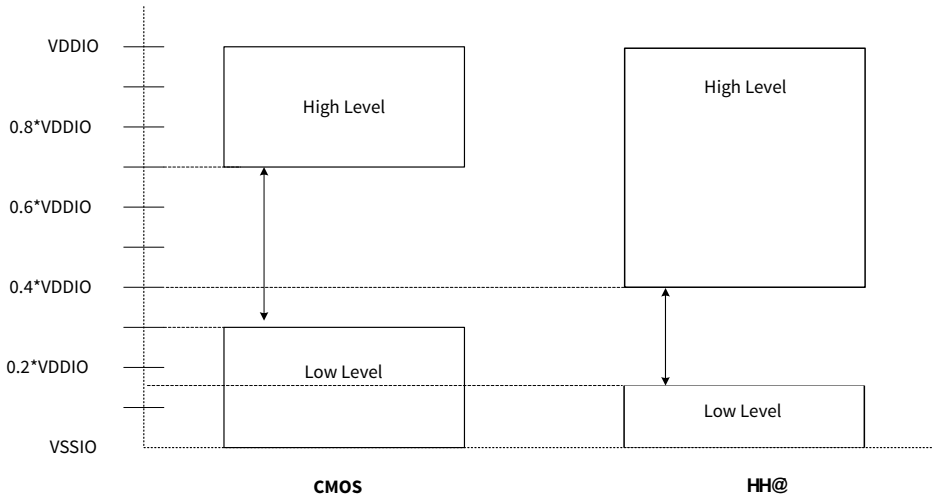 VDDIO
High Level
High Level
0.8*VDDIO
0.6*VDDIO
0.4*VDDIO
0.2*VDDIO
Low Level
Low Level
VSSIO
CMOS
HH@